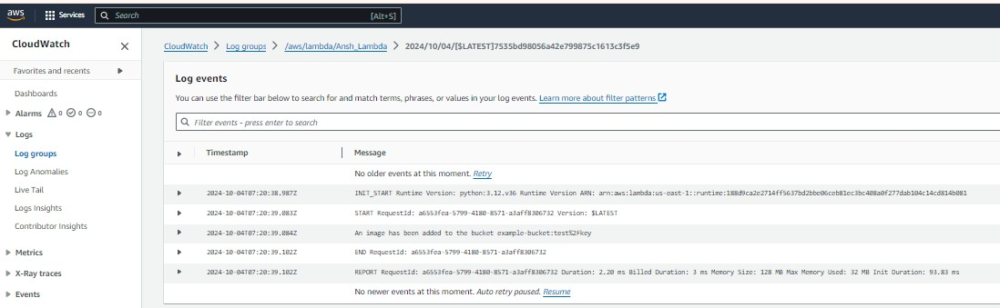 aws Services Search [Alt+S]
CloudWatch
Favorites and recents
Dashboards
Alarms 0 0 0
Logs
Log groups
Log Anomalies
Live Tail
Logs Insights
Contributor Insights
Metrics
X-Ray traces
Events
CloudWatch Log groups /aws/lambda/Ansh_Lambda 2024/10/04/[$LATEST]7535bd98056a42e799875c1613c3f5e9
Log events
You can use the filter bar below to search for and match terms, phrases, or values in your log events. Learn more about filter patterns
Filter events - press enter to search
Timestamp Message
No older events at this moment. Retry
2024-10-04T07:20:38.987Z INIT_START Runtime Version: python:3.12.v36 Runtime Version ARN: arn:aws:lambda:us-east-1::runtime:188d9ca2e2714ff5637bd2bbe06ceb81ec3bc408a0f277dab104c14cd814b081
2024-10-04T07:20:39.083Z START RequestId: a6553fea-5799-4180-8571-a3aff8306732 Version: $LATEST
2024-10-04T07:20:39.084Z An image has been added to the bucket example-bucket:test%2Fkey
2024-10-04T07:20:39.102Z END RequestId: a6553fea-5799-4180-8571-a3aff8306732
2024-10-04T07:20:39.102Z REPORT RequestId: a6553fea-5799-4180-8571-a3aff8306732 Duration: 2.20 ms Billed Duration: 3 ms Memory Size: 128 MB Max Memory Used: 32 MB Init Duration: 93.83 ms
No newer events at this moment. Auto retry paused. Resume